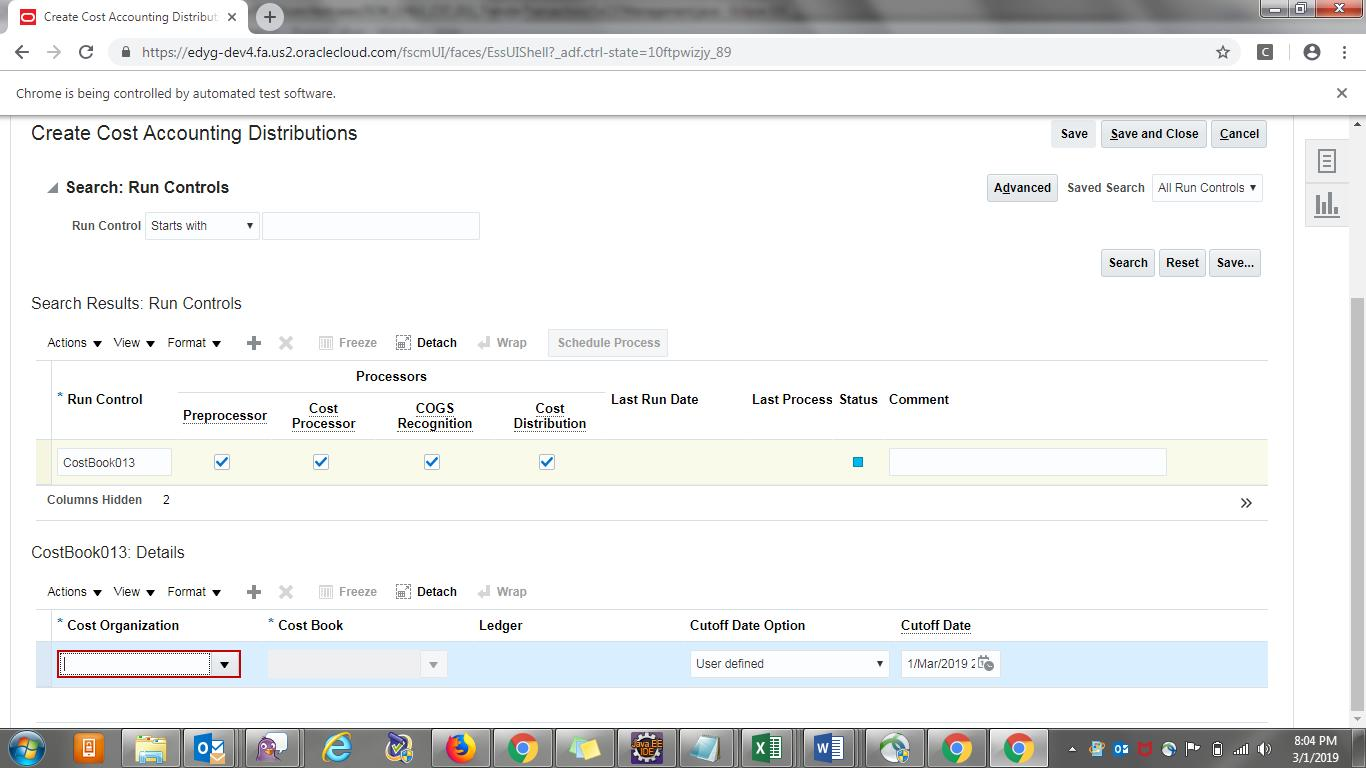 Create Cost Accounting Distribut
https://edyg-dev4.fa.us2.oraclecloud.com/fscmUI/faces/EssUIShell?_adf.ctrl-state=10ftpwizjy_89
C
Chrome is being controlled by automated test software.
Create Cost Accounting Distributions
Save
Save and Close
Cancel
Search: Run Controls
Advanced
Saved Search
All Run Controls
Run Control
Starts with
Search
Reset
Save...
Search Results: Run Controls
Actions
View
Format
Freeze
Detach
Wrap
Schedule Process
* Run Control
Processors
Preprocessor
Cost
Processor
COGS
Recognition
Cost
Distribution
Last Run Date
Last Process
Status
Comment
CostBook013
Columns Hidden 2
CostBook013: Details
Actions
View
Format
Freeze
Detach
Wrap
* Cost Organization
* Cost Book
Ledger
Cutoff Date Option
Cutoff Date
User defined
1/Mar/2019 2
Java EE
IDE
8:04 PM
3/1/2019